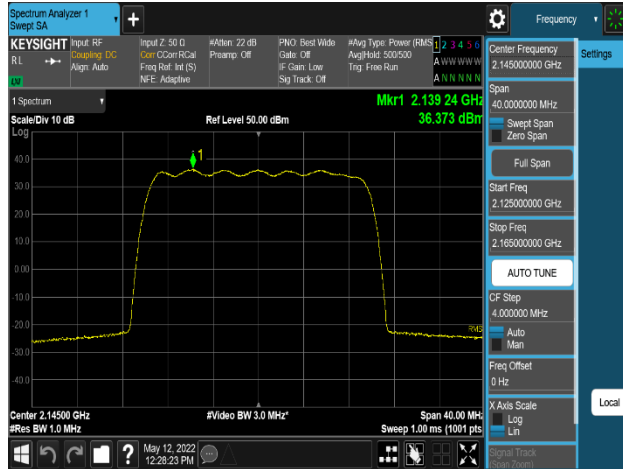 Spectrum Analyzer 1
Swept SA
Frequency
KEYSIGHT
RL
Input: RF
Coupling: DC
Align: Auto
Input Z: 50 Ω
Corr CCorr RCal
Freq Ref: Int (S)
NFE: Adaptive
#Atten: 22 dB
Preamp: Off
PNO: Best Wide
Gate: Off
IF Gain: Low
Sig Track: Off
#Avg Type: Power (RMS
Avg|Hold: 500/500
Trig: Free Run
1 2 3 4 5 6
A W W W W W
A N N N N N
LW
1 Spectrum
Scale/Div 10 dB
Log
Ref Level 50.00 dBm
Mkr1 2.139 24 GHz
36.373 dBm
1
40.0
30.0
20.0
10.0
0.00
-10.0
-20.0
-30.0
-40.0
RMS
Center 2.14500 GHz
#Res BW 1.0 MHz
#Video BW 3.0 MHz*
Span 40.00 MHz
Sweep 1.00 ms (1001 pts
?
May 12, 2022
12:28:23 PM
Center Frequency
2.145000000 GHz
Settings
Span
40.0000000 MHz
Swept Span
Zero Span
Full Span
Start Freq
2.125000000 GHz
Stop Freq
2.165000000 GHz
AUTO TUNE
CF Step
4.000000 MHz
Auto
Man
Freq Offset
0 Hz
X Axis Scale
Log
Lin
Local
Signal Track
(Span Zoom)